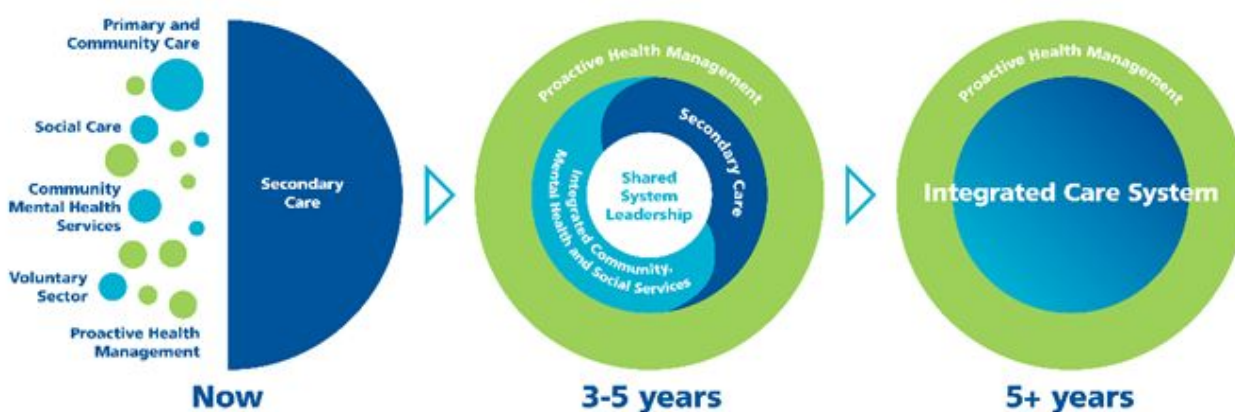 Primary and
Community Care
Social Care
Community
Mental Health
Services
Voluntary
Sector
Proactive Health
Management
Secondary
Care
Now
Proactive Health Management
Secondary Care
Shared
System
Leadership
Integrated Community,
Mental Health and Social Services
3-5 years
Proactive Health Management
Integrated Care System
5+ years